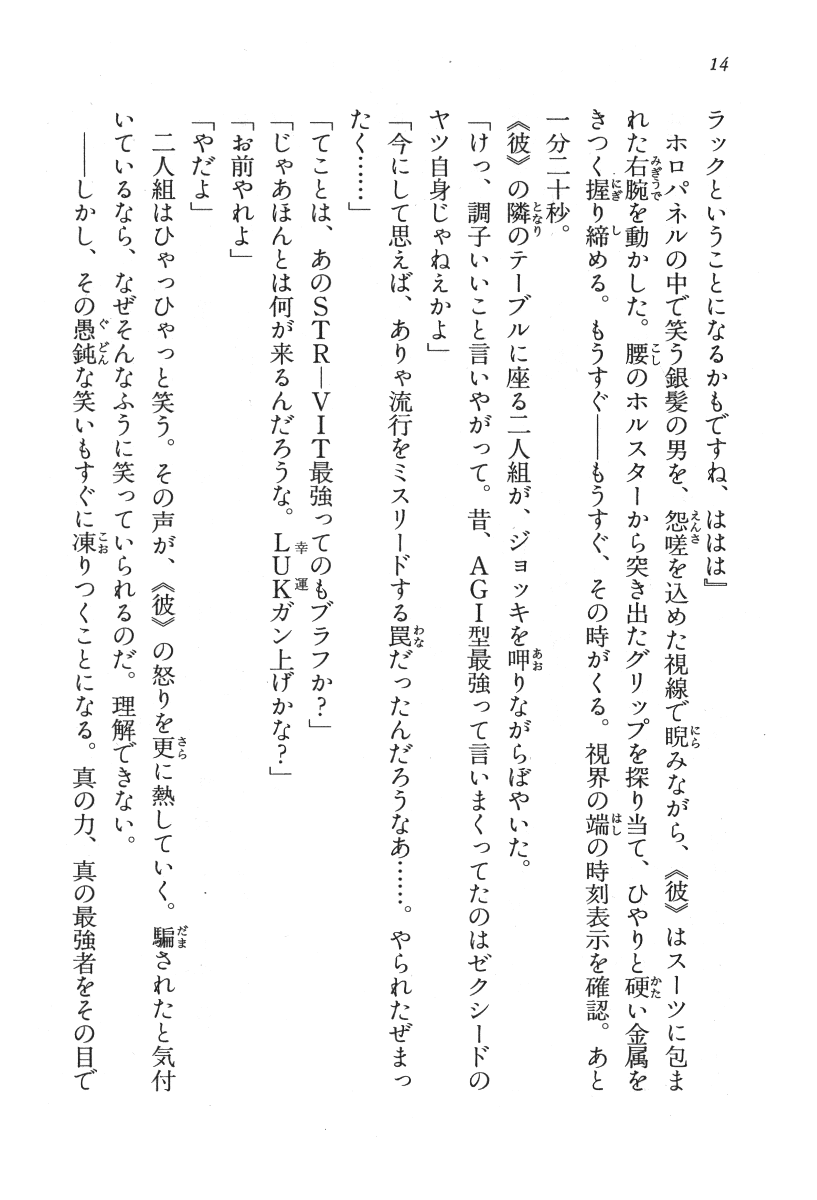 14
ラックということになるかもですね、ははは』
　ホロパネルの中で笑う銀髪の男を、怨嗟を込めた視線で睨みながら、《彼》はスーツに包ま
れた右腕を動かした。腰のホルスターから突き出たグリップを探り当て、ひやりと硬い金属を
きつく握り締める。もうすぐ――もうすぐ、その時がくる。視界の端の時刻表示を確認。あと
一分二十秒。
　《彼》の隣のテーブルに座る二人組が、ジョッキを呷りながらぼやいた。
「けっ、調子いいこと言いやがって。昔、ＡＧＩ型最強って言いまくってたのはゼクシードの
ヤツ自身じゃねえかよ」
「今にして思えば、ありゃ流行をミスリードする罠だったんだろうなあ……。やられたぜまっ
たく……」
「てことは、あのＳＴＲ―ＶＩＴ最強ってのもブラフか？」
「じゃあほんとは何が来るんだろうな。ＬＵＫガン上げかな？」
「お前やれよ」
「やだよ」
　二人組はひゃっひゃっと笑う。その声が、《彼》の怒りを更に熱していく。騙されたと気付
いているなら、なぜそんなふうに笑っていられるのだ。理解できない。
　――しかし、その愚鈍な笑いもすぐに凍りつくことになる。真の力、真の最強者をその目で